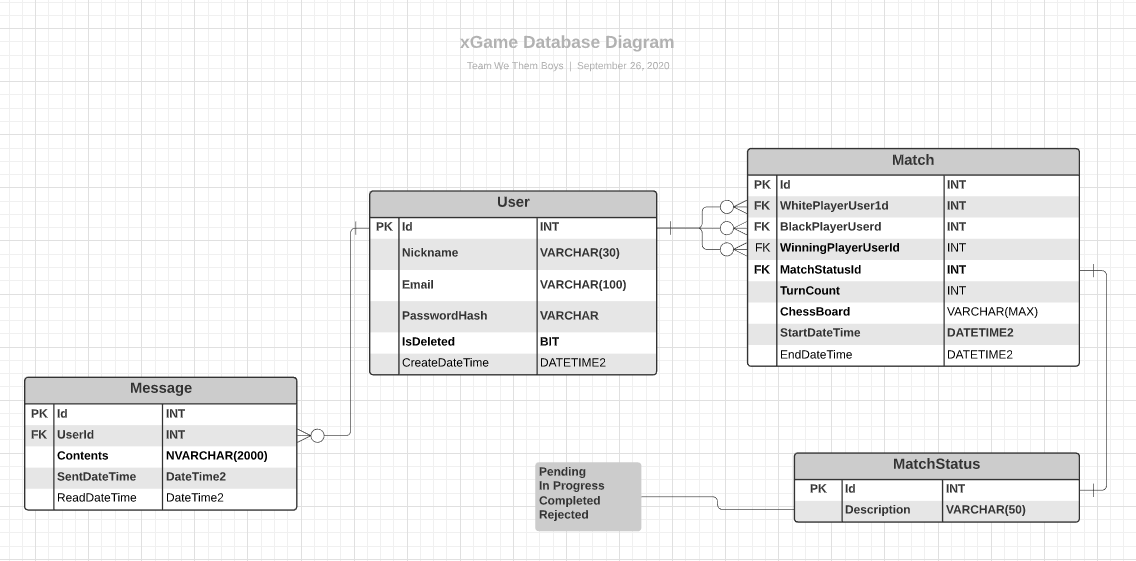 xGame Database Diagram
Team We Them Boys | September 26, 2020
Match
PK Id INT
FK WhitePlayerUser1d INT
FK BlackPlayerUserd INT
FK WinningPlayerUserId INT
FK MatchStatusId INT
TurnCount INT
ChessBoard VARCHAR(MAX)
StartDateTime DATETIME2
EndDateTime DATETIME2
User
PK Id INT
Nickname VARCHAR(30)
Email VARCHAR(100)
PasswordHash VARCHAR
IsDeleted BIT
CreateDateTime DATETIME2
Message
PK Id INT
FK UserId INT
Contents NVARCHAR(2000)
SentDateTime DateTime2
ReadDateTime DateTime2
Pending
In Progress
Completed
Rejected
MatchStatus
PK Id INT
Description VARCHAR(50)